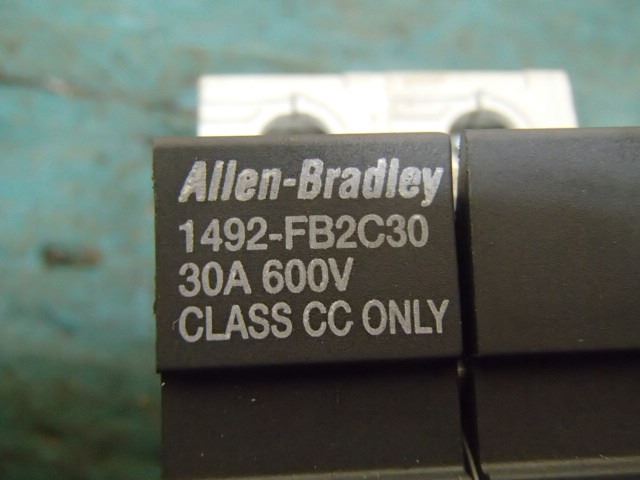 Allen-Bradley
1492-FB2C30
30A 600V
CLASS CC ONLY